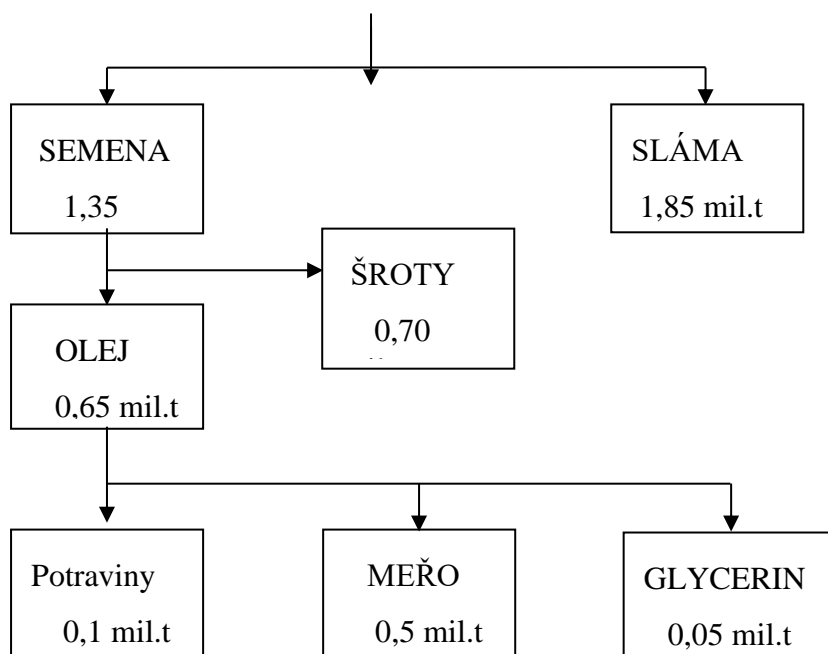 SEMENA
1,35
SLÁMA
1,85 mil.t
ŠROTY
0,70
OLEJ
0,65 mil.t
Potraviny
0,1 mil.t
MEŘO
0,5 mil.t
GLYCERIN
0,05 mil.t